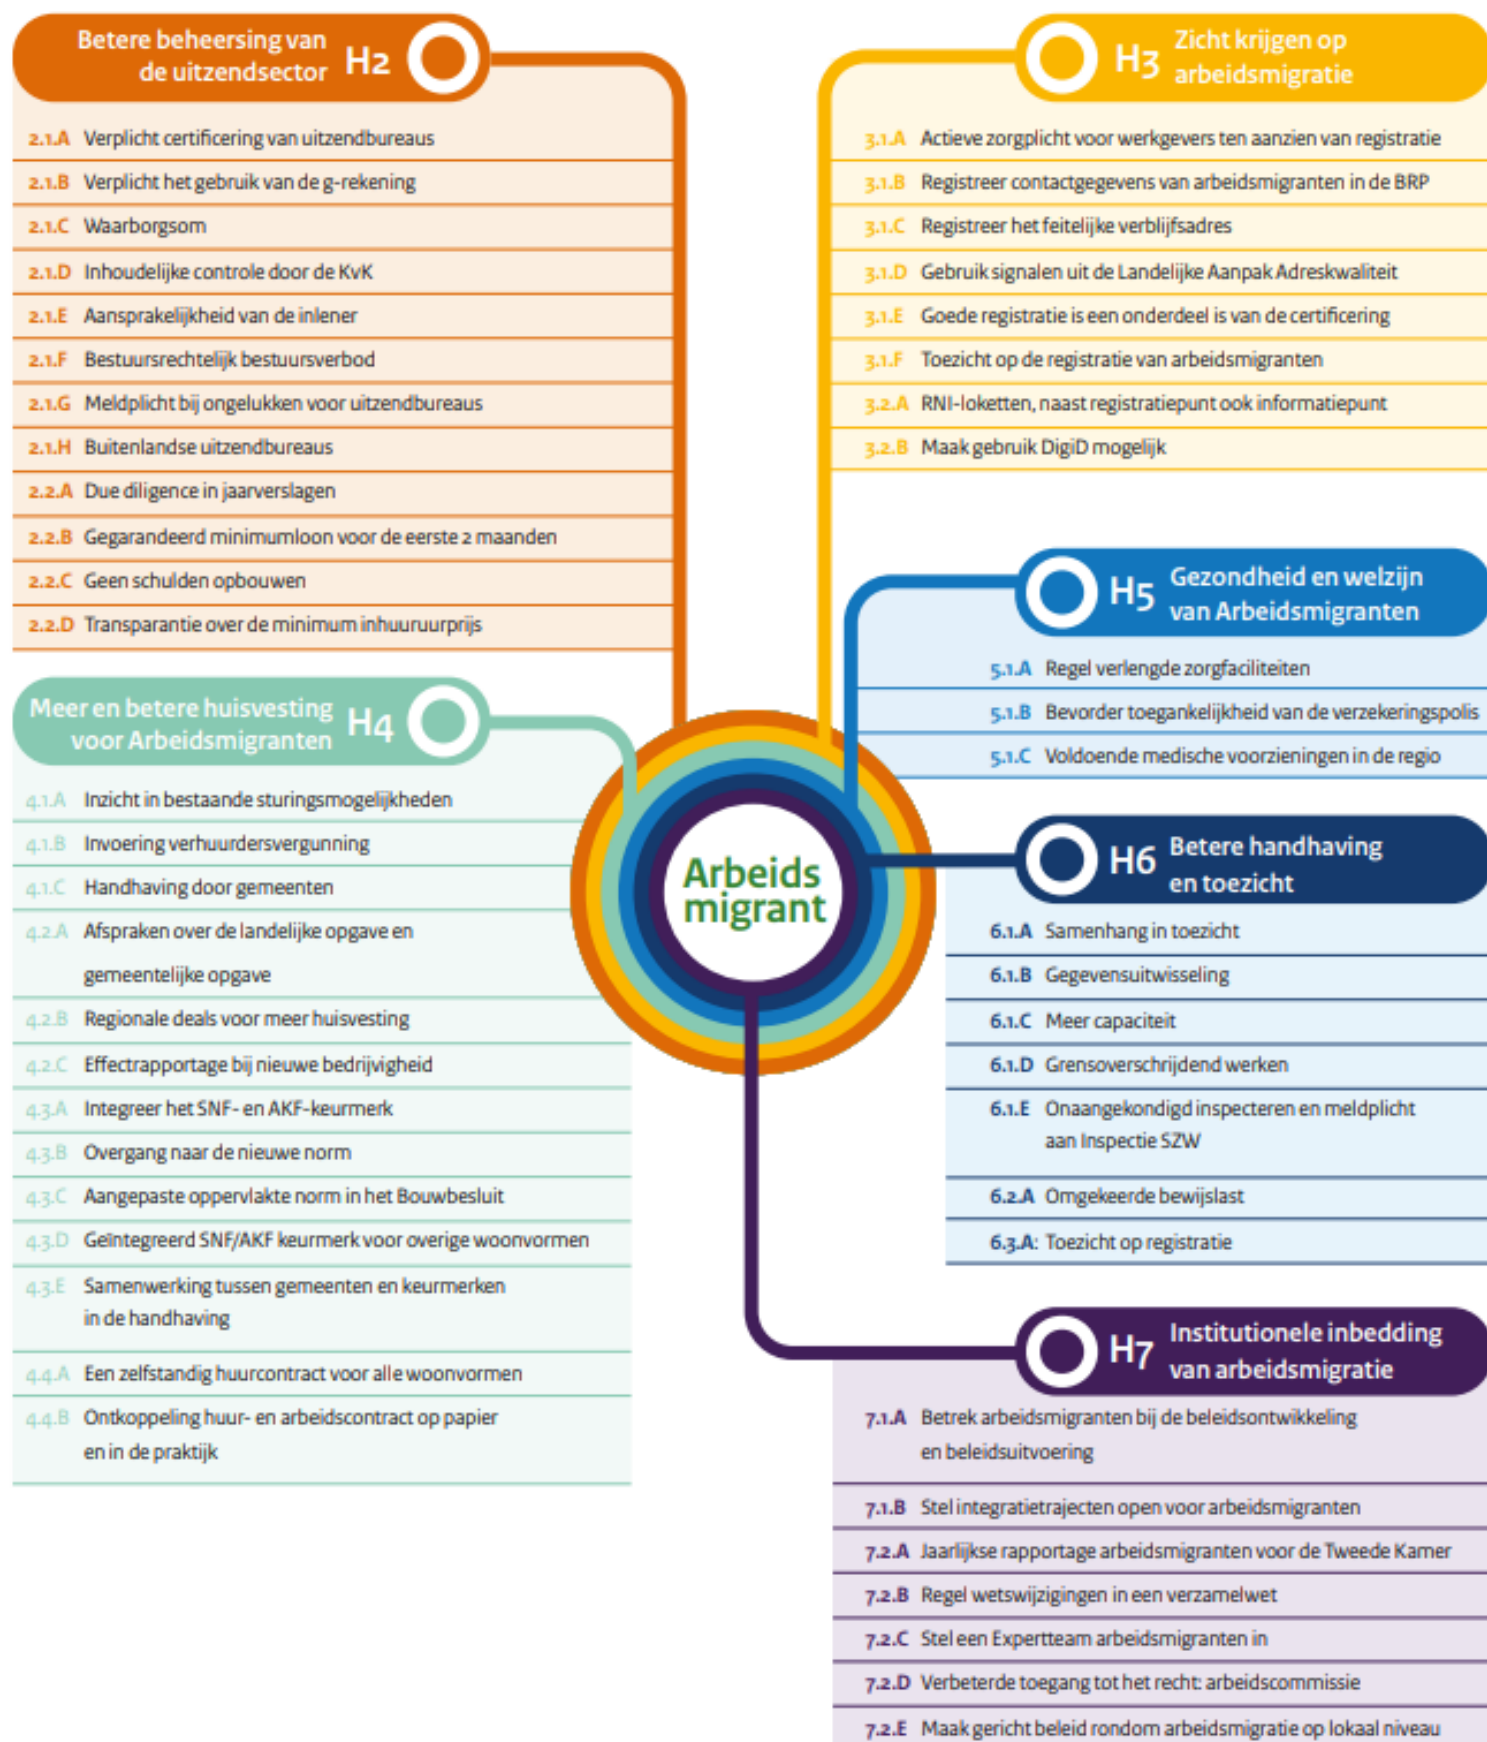 Betere beheersing van
de uitzendsector
H2
2.1.A Verplicht certificering van uitzendbureaus
2.1.B Verplicht het gebruik van de g-rekening
2.1.C Waarborgsom
2.1.D Inhoudelijke controle door de KvK
2.1.E Aansprakelijkheid van de inlener
2.1.F Bestuursrechtelijk bestuursverbod
2.1.G Meldplicht bij ongelukken voor uitzendbureaus
2.1.H Buitenlandse uitzendbureaus
2.2.A Due diligence in jaarverslagen
2.2.B Gegarandeerd minimumloon voor de eerste 2 maanden
2.2.C Geen schulden opbouwen
2.2.D Transparantie over de minimum inhuuruurprijs
H3
Zicht krijgen op
arbeidsmigratie
3.1.A Actieve zorgplicht voor werkgevers ten aanzien van registratie
3.1.B Registreer contactgegevens van arbeidsmigranten in de BRP
3.1.C Registreer het feitelijke verblijfsadres
3.1.D Gebruik signalen uit de Landelijke Aanpak Adreskwaliteit
3.1.E Goede registratie is een onderdeel is van de certificering
3.1.F Toezicht op de registratie van arbeidsmigranten
3.2.A RNI-loketten, naast registratiepunt ook informatiepunt
3.2.B Maak gebruik DigiD mogelijk
Meer en betere huisvesting
voor Arbeidsmigranten
H4
4.1.A Inzicht in bestaande sturingsmogelijkheden
4.1.B Invoering verhuurdersvergunning
4.1.C Handhaving door gemeenten
4.2.A Afspraken over de landelijke opgave en
gemeentelijke opgave
4.2.B Regionale deals voor meer huisvesting
4.2.C Effectrapportage bij nieuwe bedrijvigheid
4.3.A Integreer het SNF- en AKF-keurmerk
4.3.B Overgang naar de nieuwe norm
4.3.C Aangepaste oppervlakte norm in het Bouwbesluit
4.3.D Geïntegreerd SNF/AKF keurmerk voor overige woonvormen
4.3.E Samenwerking tussen gemeenten en keurmerken
in de handhaving
4.4.A Een zelfstandig huurcontract voor alle woonvormen
4.4.B Ontkoppeling huur- en arbeidscontract op papier
en in de praktijk
Arbeids
migrant
H5
Gezondheid en welzijn
van Arbeidsmigranten
5.1.A Regel verlengde zorgfaciliteiten
5.1.B Bevorder toegankelijkheid van de verzekeringspolis
5.1.C Voldoende medische voorzieningen in de regio
H6
Betere handhaving
en toezicht
6.1.A Samenhang in toezicht
6.1.B Gegevensuitwisseling
6.1.C Meer capaciteit
6.1.D Grensoverschrijdend werken
6.1.E Onaangekondigd inspecteren en meldplicht
aan Inspectie SZW
6.2.A Omgekeerde bewijslast
6.3.A: Toezicht op registratie
H7
Institutionele inbedding
van arbeidsmigratie
7.1.A Betrek arbeidsmigranten bij de beleidsontwikkeling
en beleidsuitvoering
7.1.B Stel integratietrajecten open voor arbeidsmigranten
7.2.A Jaarlijkse rapportage arbeidsmigranten voor de Tweede Kamer
7.2.B Regel wetswijzigingen in een verzamelwet
7.2.C Stel een Expertteam arbeidsmigranten in
7.2.D Verbeterde toegang tot het recht: arbeidscommissie
7.2.E Maak gericht beleid rondom arbeidsmigratie op lokaal niveau